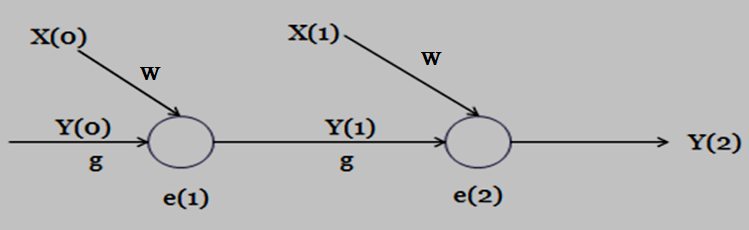 X(0)
W
X(1)
W
Y(0)
g
Y(1)
g
Y(2)
e(1)
e(2)